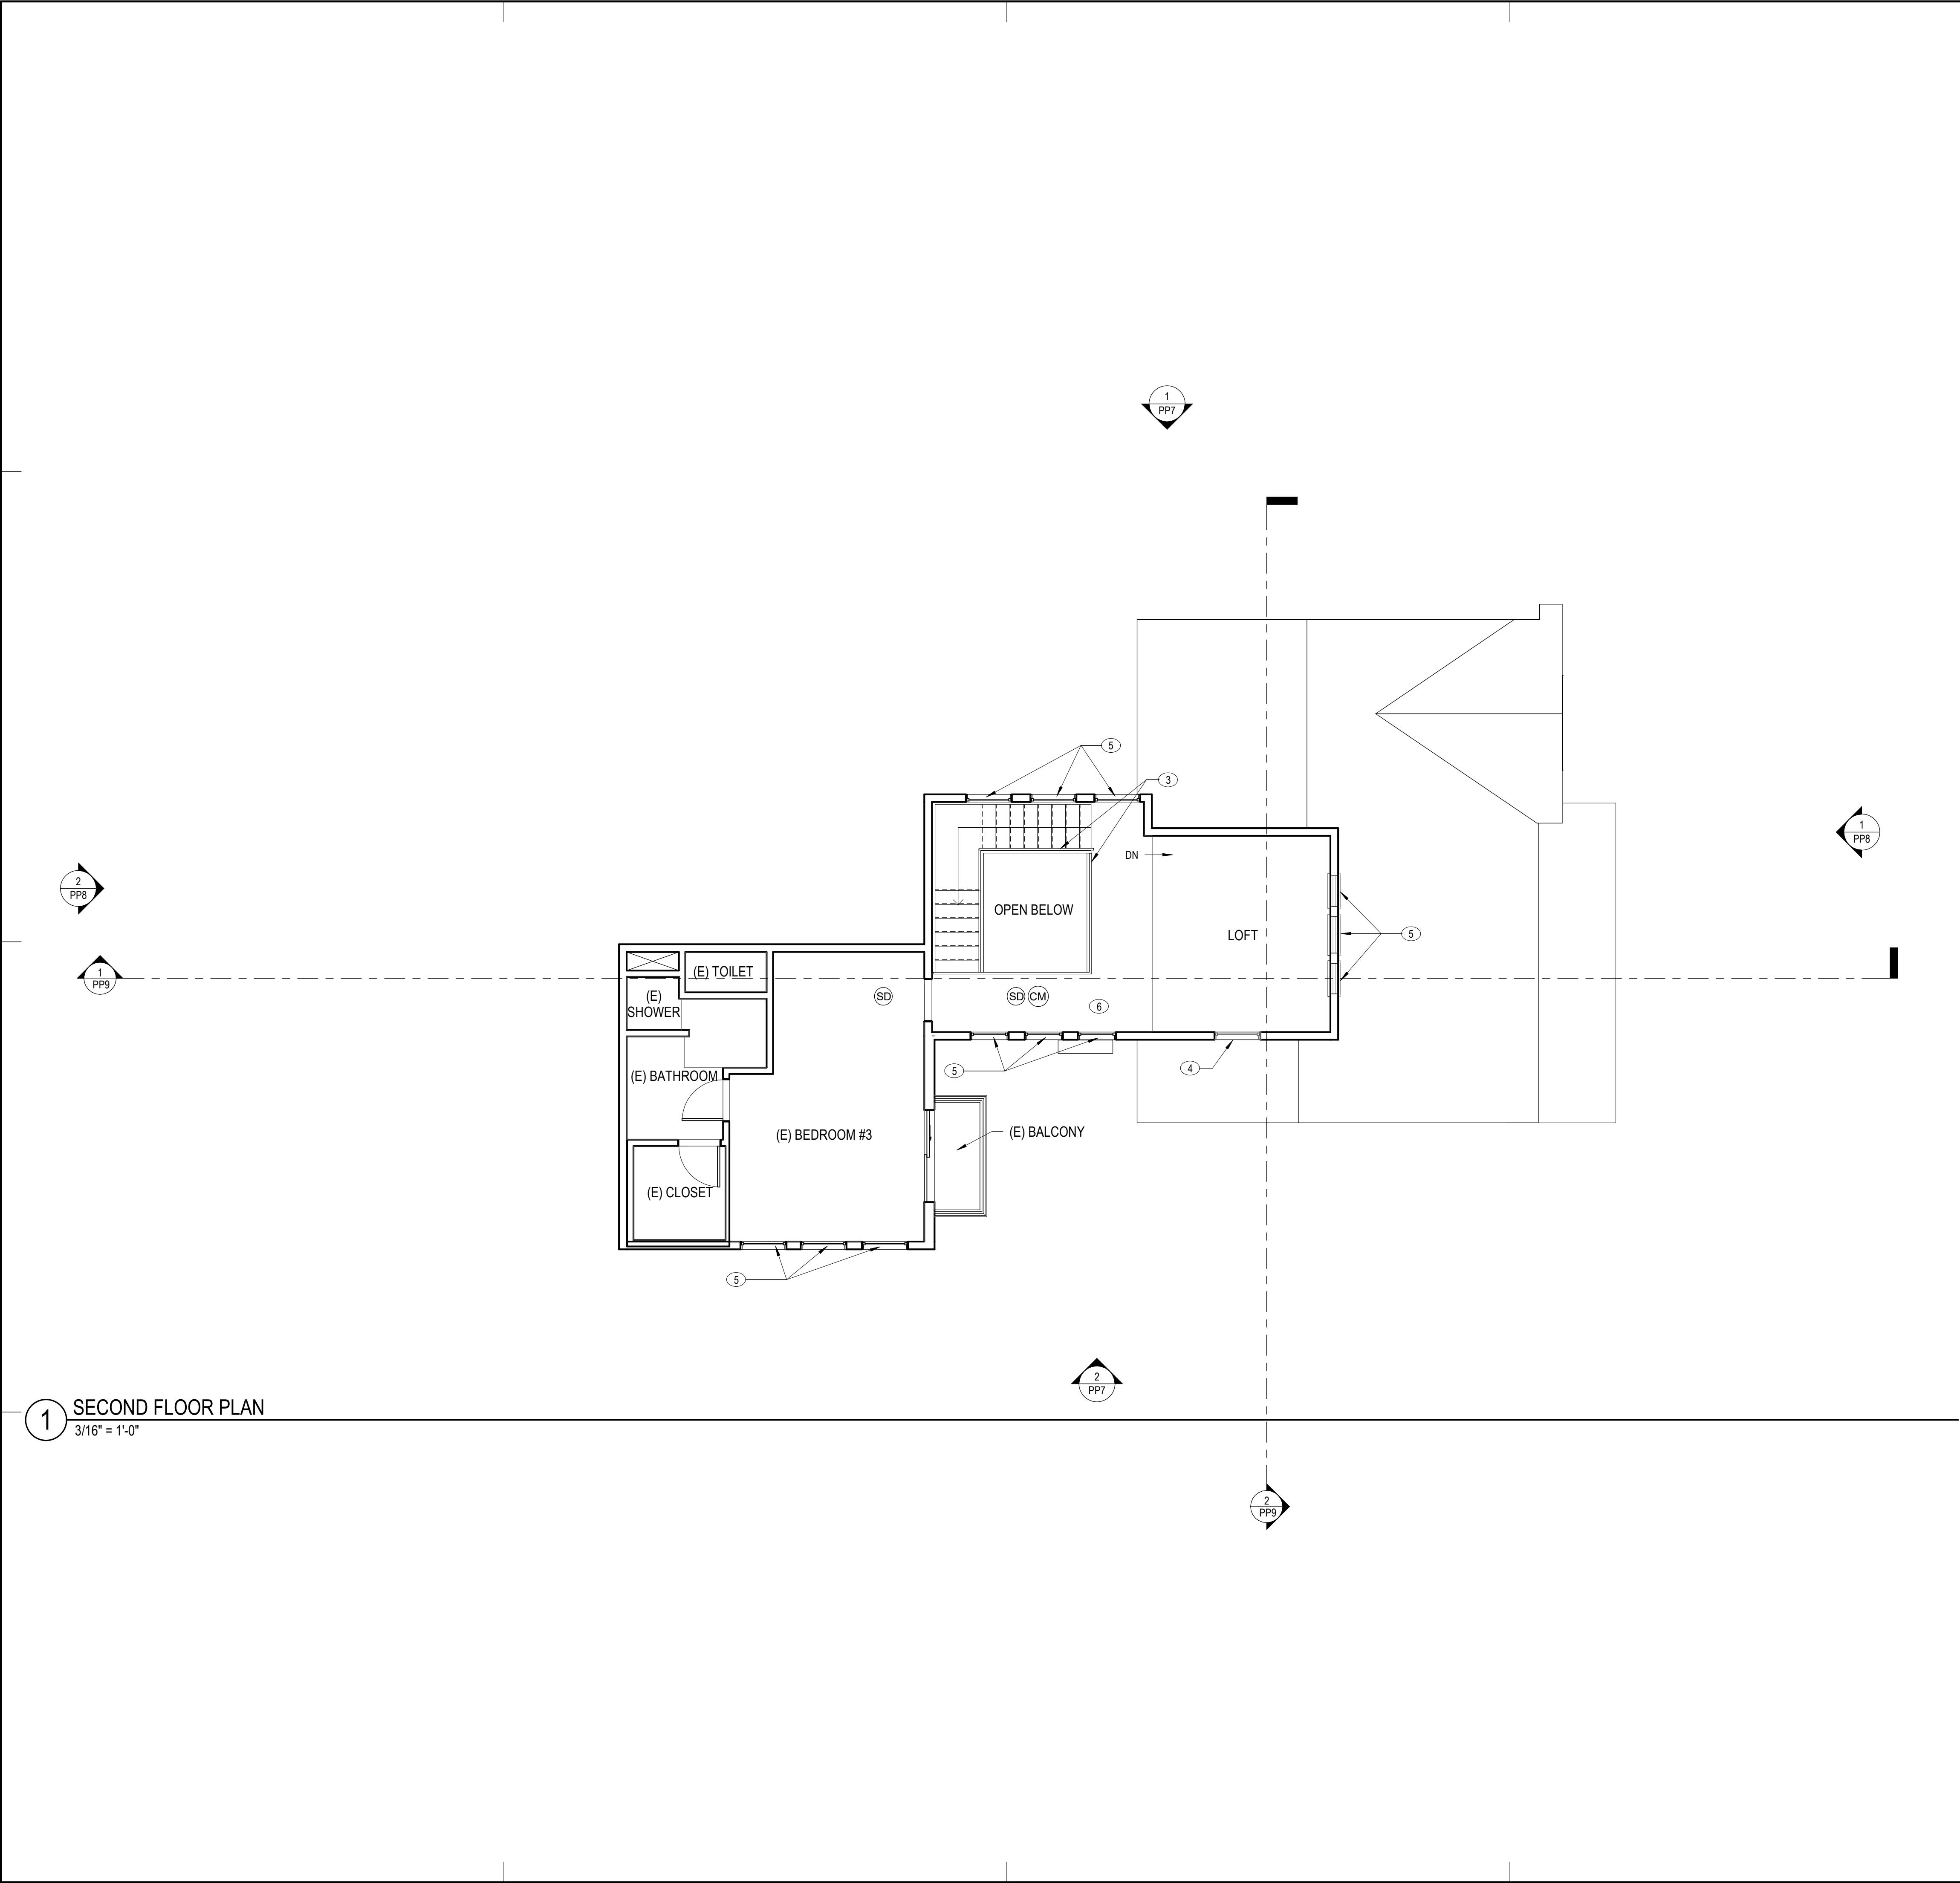 1
PP7
5
3
DN
1
PP8
2
PP8
OPEN BELOW
LOFT
5
(E) TOILET
1
PP9
(E)
SHOWER
SD
SD
CM
6
5
4
(E) BATHROOM
(E) BEDROOM #3
(E) BALCONY
(E) CLOSET
5
2
PP7
1
SECOND FLOOR PLAN
3/16" = 1'-0"
2
PP9